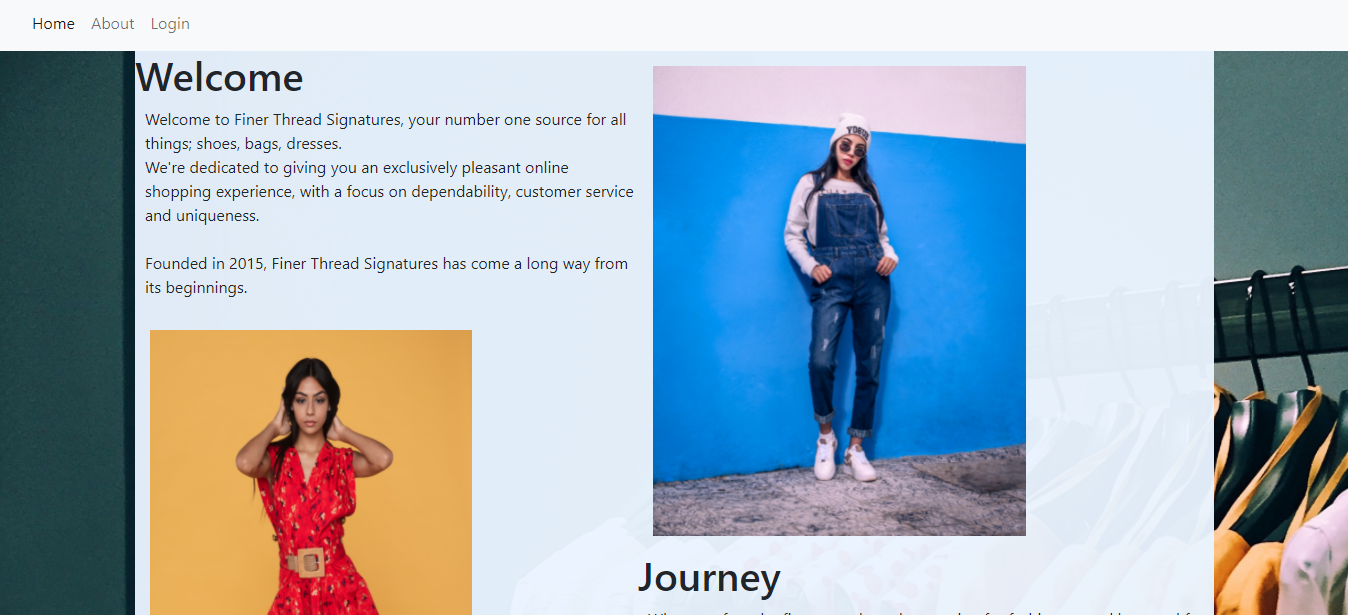 Home About Login
Welcome
Welcome to Finer Thread Signatures, your number one source for all
things; shoes, bags, dresses.
We're dedicated to giving you an exclusively pleasant online
shopping experience, with a focus on dependability, customer service
and uniqueness.
Founded in 2015, Finer Thread Signatures has come a long way from
its beginnings.
Journey